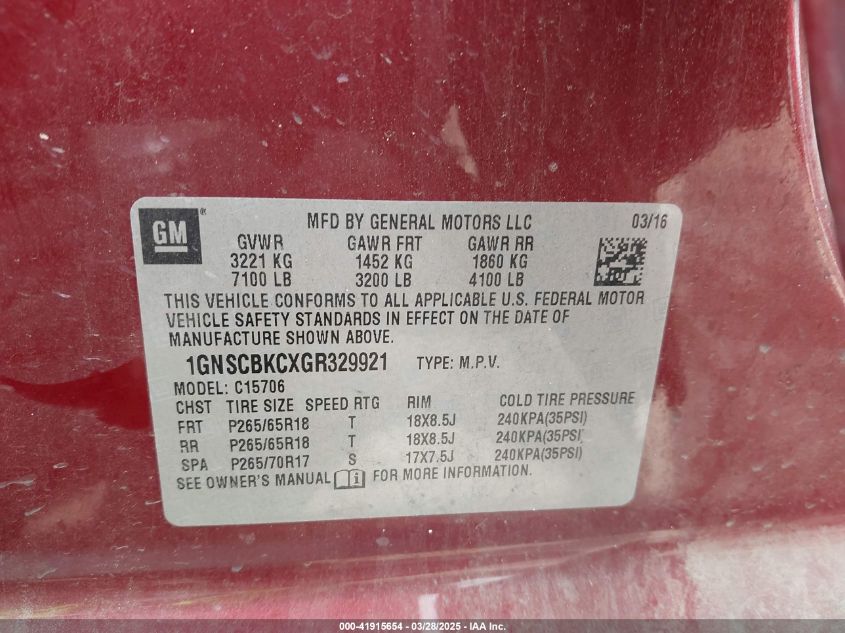 GM ® MFD BY GENERAL MOTORS LLC 03/16
GVWR GAWR FRT GAWR RR
3221 KG 1452 KG 1860 KG
7100 LB 3200 LB 4100 LB
THIS VEHICLE CONFORMS TO ALL APPLICABLE U.S. FEDERAL MOTOR
VEHICLE SAFETY STANDARDS IN EFFECT ON THE DATE OF
MANUFACTURE SHOWN ABOVE.
1GNSCBKCXGR329921 TYPE: M.P.V.
MODEL: C15706
CHST TIRE SIZE SPEED RTG RIM COLD TIRE PRESSURE
FRT P265/65R18 T 18X8.5J 240KPA(35PSI)
RR P265/65R18 T 18X8.5J 240KPA(35PSI)
SPA P265/70R17 S 17X7.5J 240KPA(35PSI)
SEE OWNER'S MANUAL i FOR MORE INFORMATION.
000-41915654 — 03/28/2025 — IAA Inc.